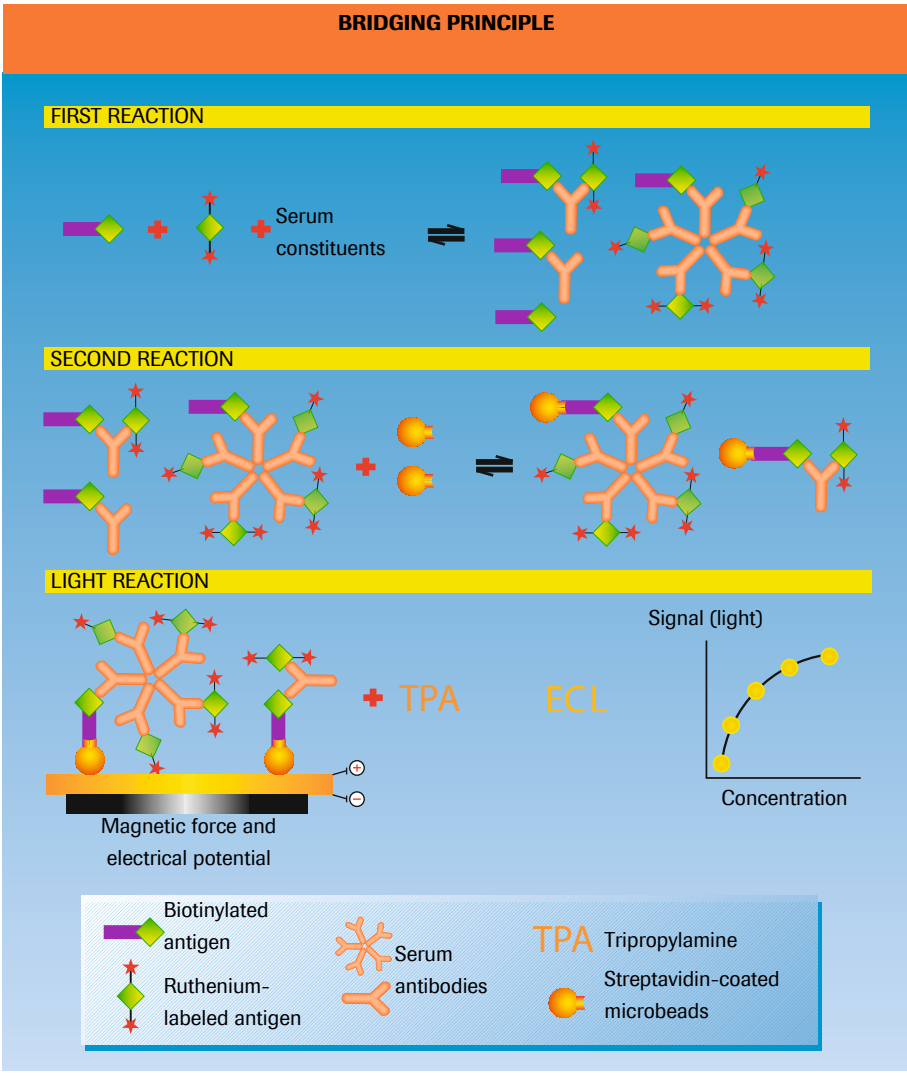 BRIDGING PRINCIPLE
FIRST REACTION
Serum
constituents
SECOND REACTION
LIGHT REACTION
Signal (light)
TPA
ECL
Concentration
Magnetic force and
electrical potential
Biotinylated
antigen
Ruthenium-
labeled antigen
Serum
antibodies
TPA Tripropylamine
Streptavidin-coated
microbeads